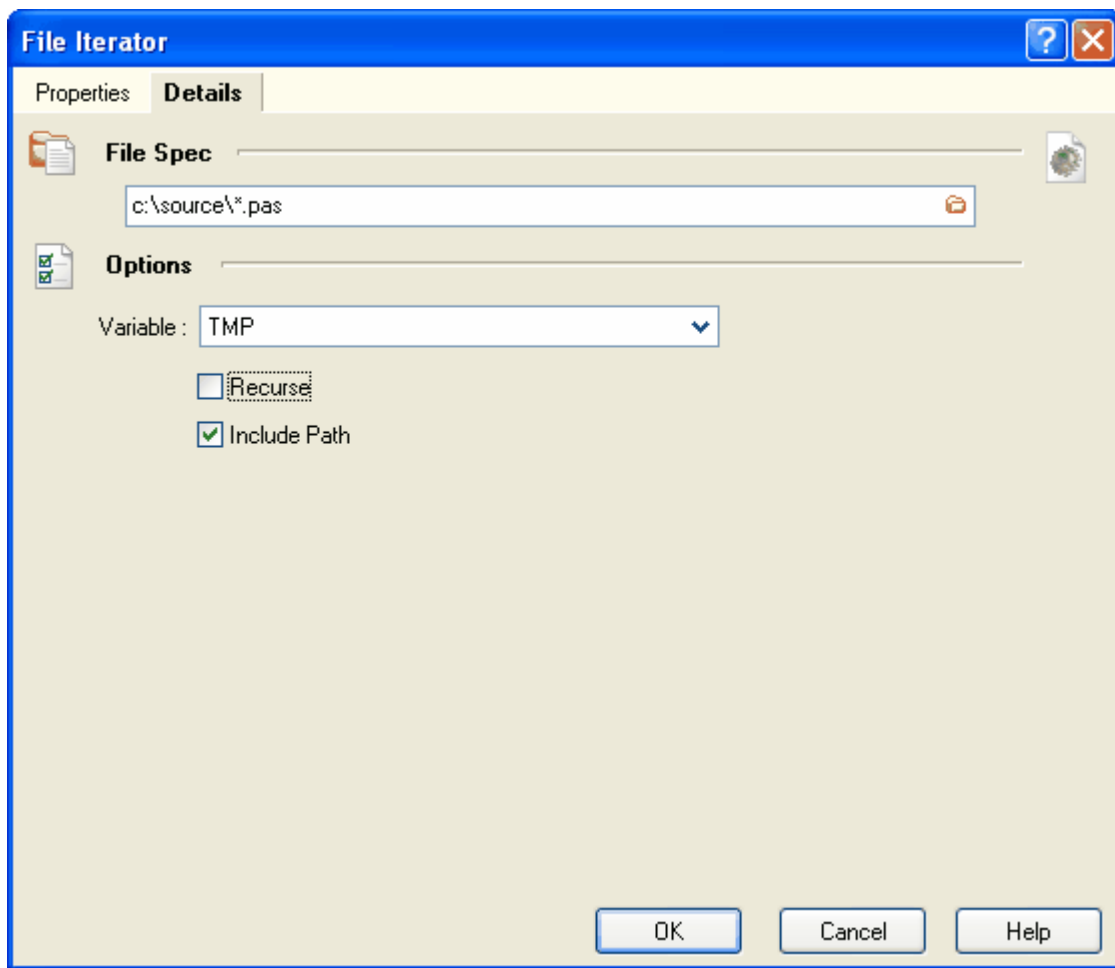 File Iterator
Properties Details
File Spec
c:\source\*.pas
Options
Variable : TMP
Recurse
Include Path
OK Cancel Help